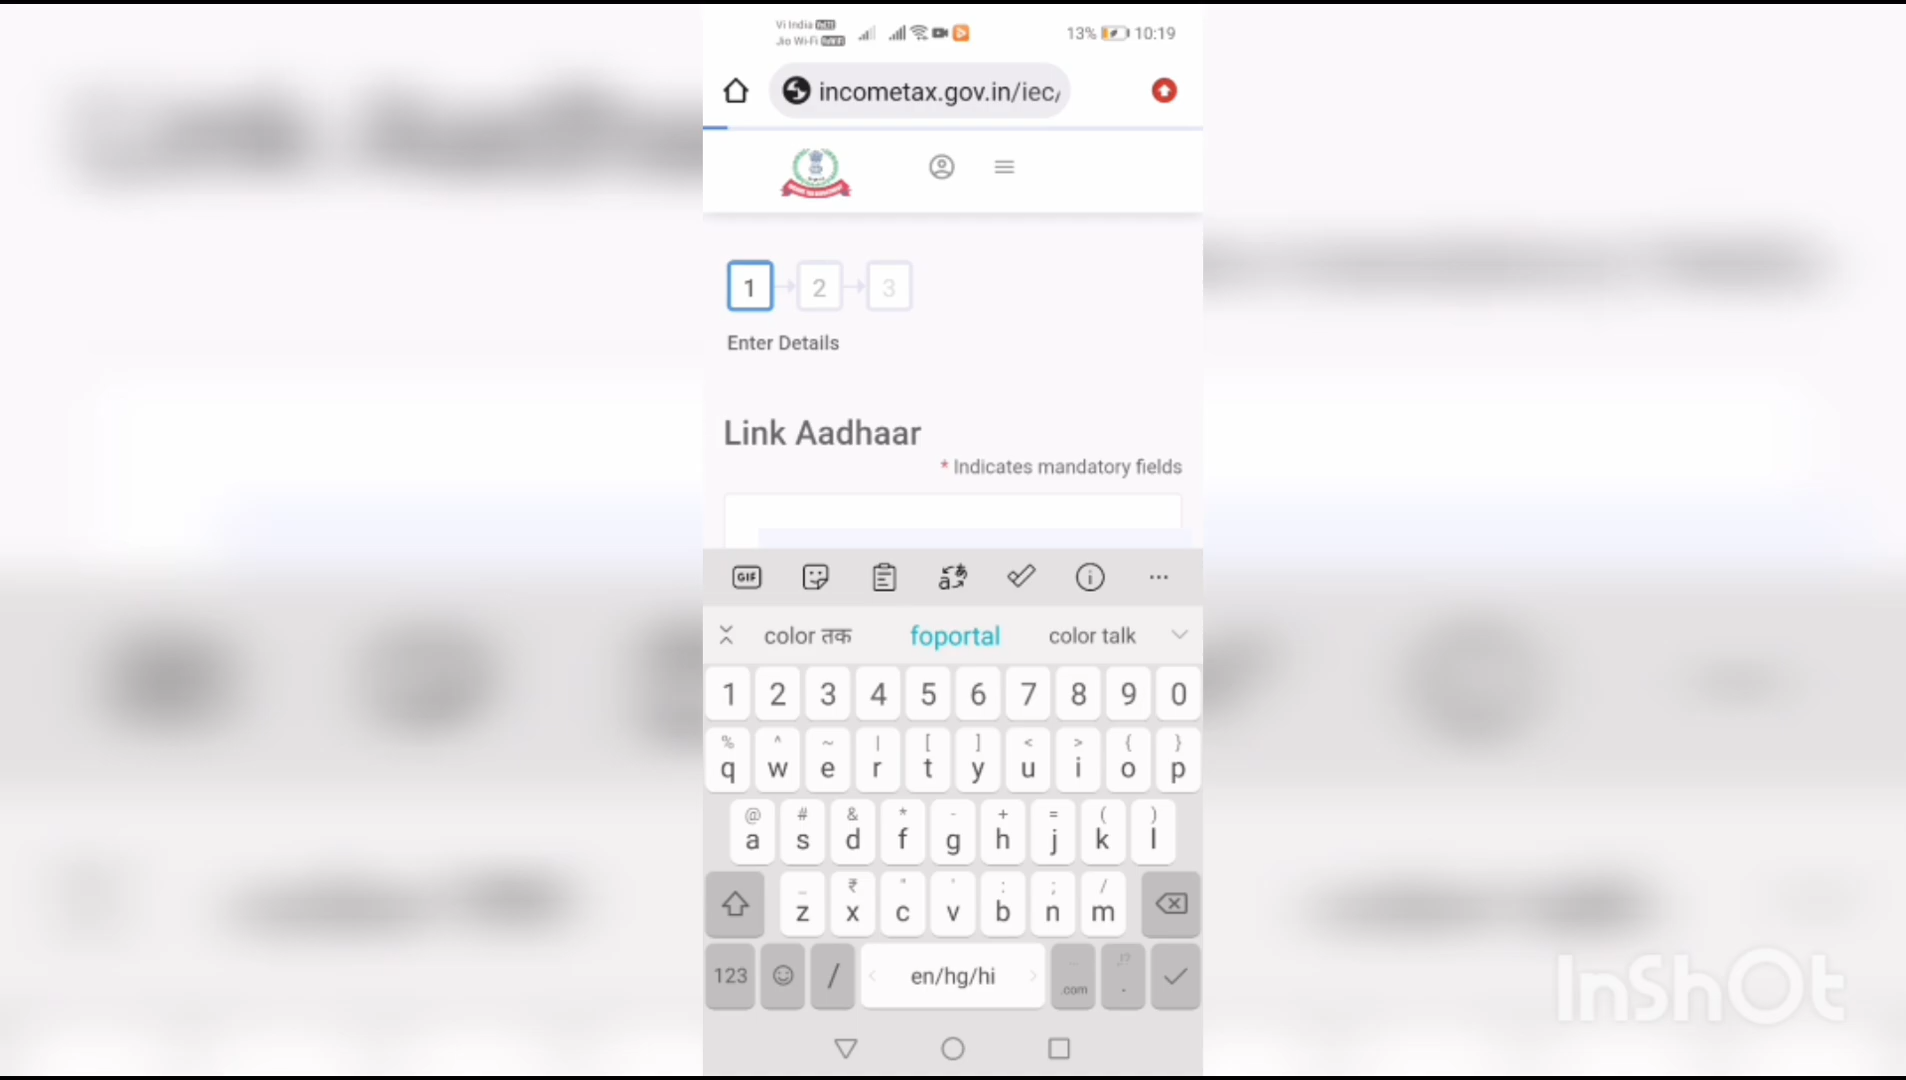 Vi India VoLTE
Jio Wi-Fi VoWiFi
13% 10:19
incometax.gov.in/iec/
1 2 3
Enter Details
Link Aadhaar
* Indicates mandatory fields
GIF
color तक foportal color talk
1 2 3 4 5 6 7 8 9 0
% ^ ~ | [ ] < > { }
q w e r t y u i o p
@ # & * - + = ( )
a s d f g h j k l
_ ₹ " ' : ; /
z x c v b n m
123 / en/hg/hi .com ,!? .
InShOt